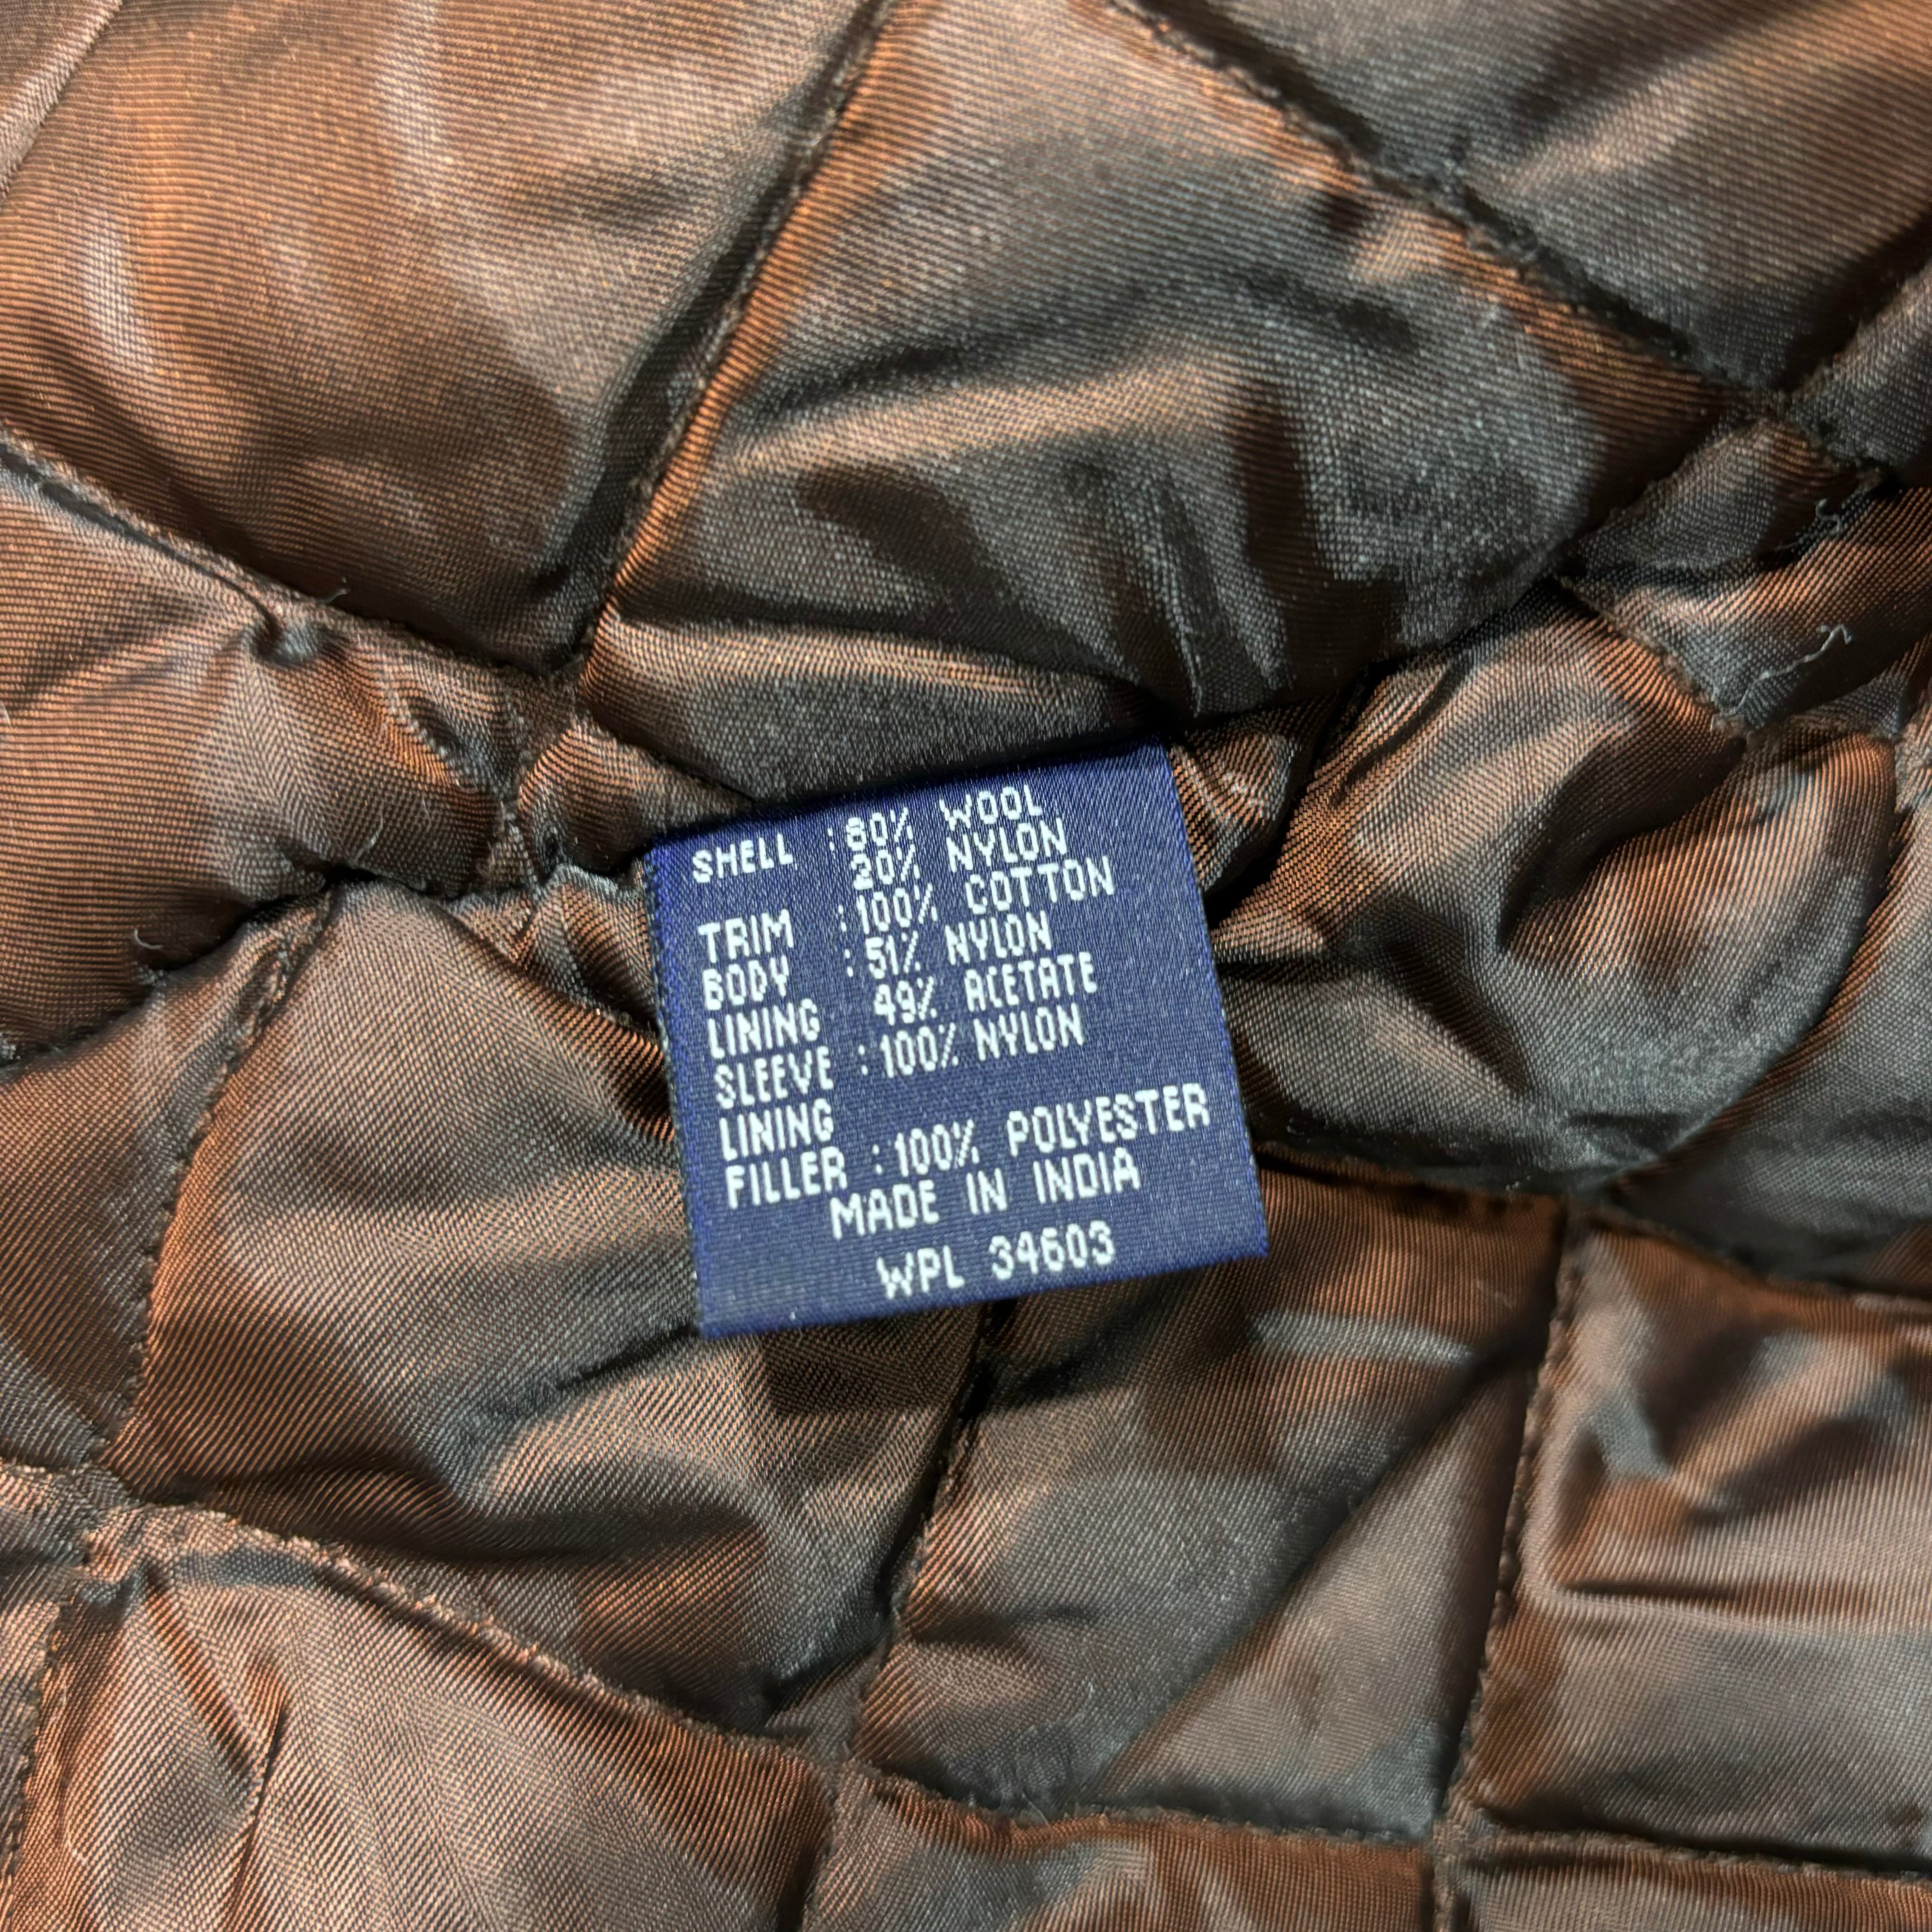 SHELL : 80% WOOL
20% NYLON
TRIM : 100% COTTON
BODY : 51% NYLON
LINING 49% ACETATE
SLEEVE : 100% NYLON
LINING
FILLER : 100% POLYESTER
MADE IN INDIA
WPL 34603